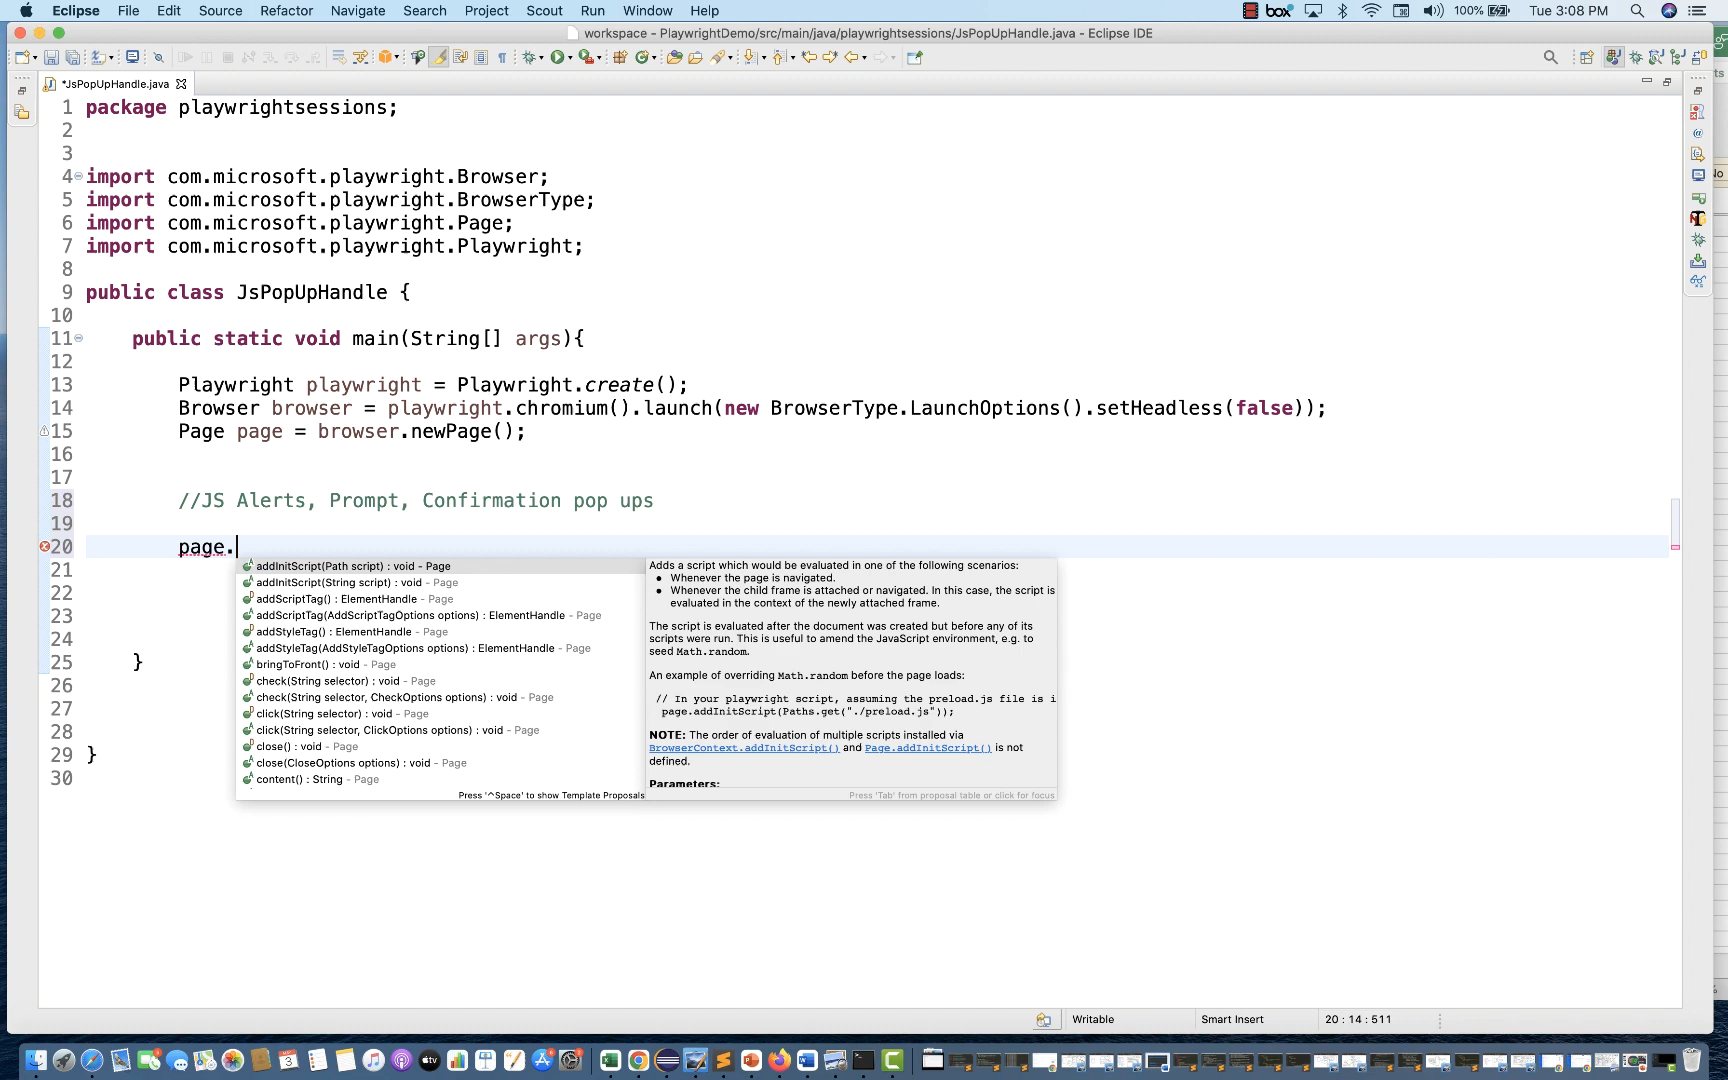 Eclipse File Edit Source Refactor Navigate Search Project Scout Run Window Help box 100% Tue 3:08 PM
workspace - PlaywrightDemo/src/main/java/playwrightsessions/JsPopUpHandle.java - Eclipse IDE
*JsPopUpHandle.java
1 package playwrightsessions;
2
3
4 import com.microsoft.playwright.Browser;
5 import com.microsoft.playwright.BrowserType;
6 import com.microsoft.playwright.Page;
7 import com.microsoft.playwright.Playwright;
8
9 public class JsPopUpHandle {
10
11 public static void main(String[] args){
12
13 Playwright playwright = Playwright.create();
14 Browser browser = playwright.chromium().launch(new BrowserType.LaunchOptions().setHeadless(false));
15 Page page = browser.newPage();
16
17
18 //JS Alerts, Prompt, Confirmation pop ups
19
20 page.
21
22
23
24
25 }
26
27
28
29 }
30
addInitScript(Path script) : void - Page
addInitScript(String script) : void - Page
addScriptTag() : ElementHandle - Page
addScriptTag(AddScriptTagOptions options) : ElementHandle - Page
addStyleTag() : ElementHandle - Page
addStyleTag(AddStyleTagOptions options) : ElementHandle - Page
bringToFront() : void - Page
check(String selector) : void - Page
check(String selector, CheckOptions options) : void - Page
click(String selector) : void - Page
click(String selector, ClickOptions options) : void - Page
close() : void - Page
close(CloseOptions options) : void - Page
content() : String - Page
Press '^Space' to show Template Proposals
Adds a script which would be evaluated in one of the following scenarios:
• Whenever the page is navigated.
• Whenever the child frame is attached or navigated. In this case, the script is
evaluated in the context of the newly attached frame.
The script is evaluated after the document was created but before any of its
scripts were run. This is useful to amend the JavaScript environment, e.g. to
seed Math.random.
An example of overriding Math.random before the page loads:
// In your playwright script, assuming the preload.js file is i
page.addInitScript(Paths.get("./preload.js"));
NOTE: The order of evaluation of multiple scripts installed via
BrowserContext.addInitScript() and Page.addInitScript() is not
defined.
Parameters:
Press 'Tab' from proposal table or click for focus
Writable Smart Insert 20 : 14 : 511